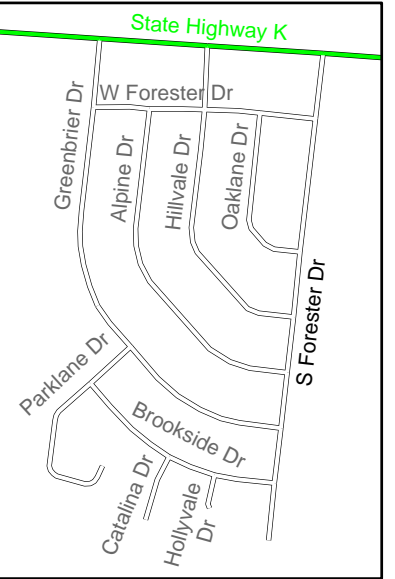 State Highway K
W Forester Dr
Greenbrier Dr
Alpine Dr
Hillvale Dr
Oaklane Dr
S Forester Dr
Parklane Dr
Brookside Dr
Catalina Dr
Hollyvale
Dr